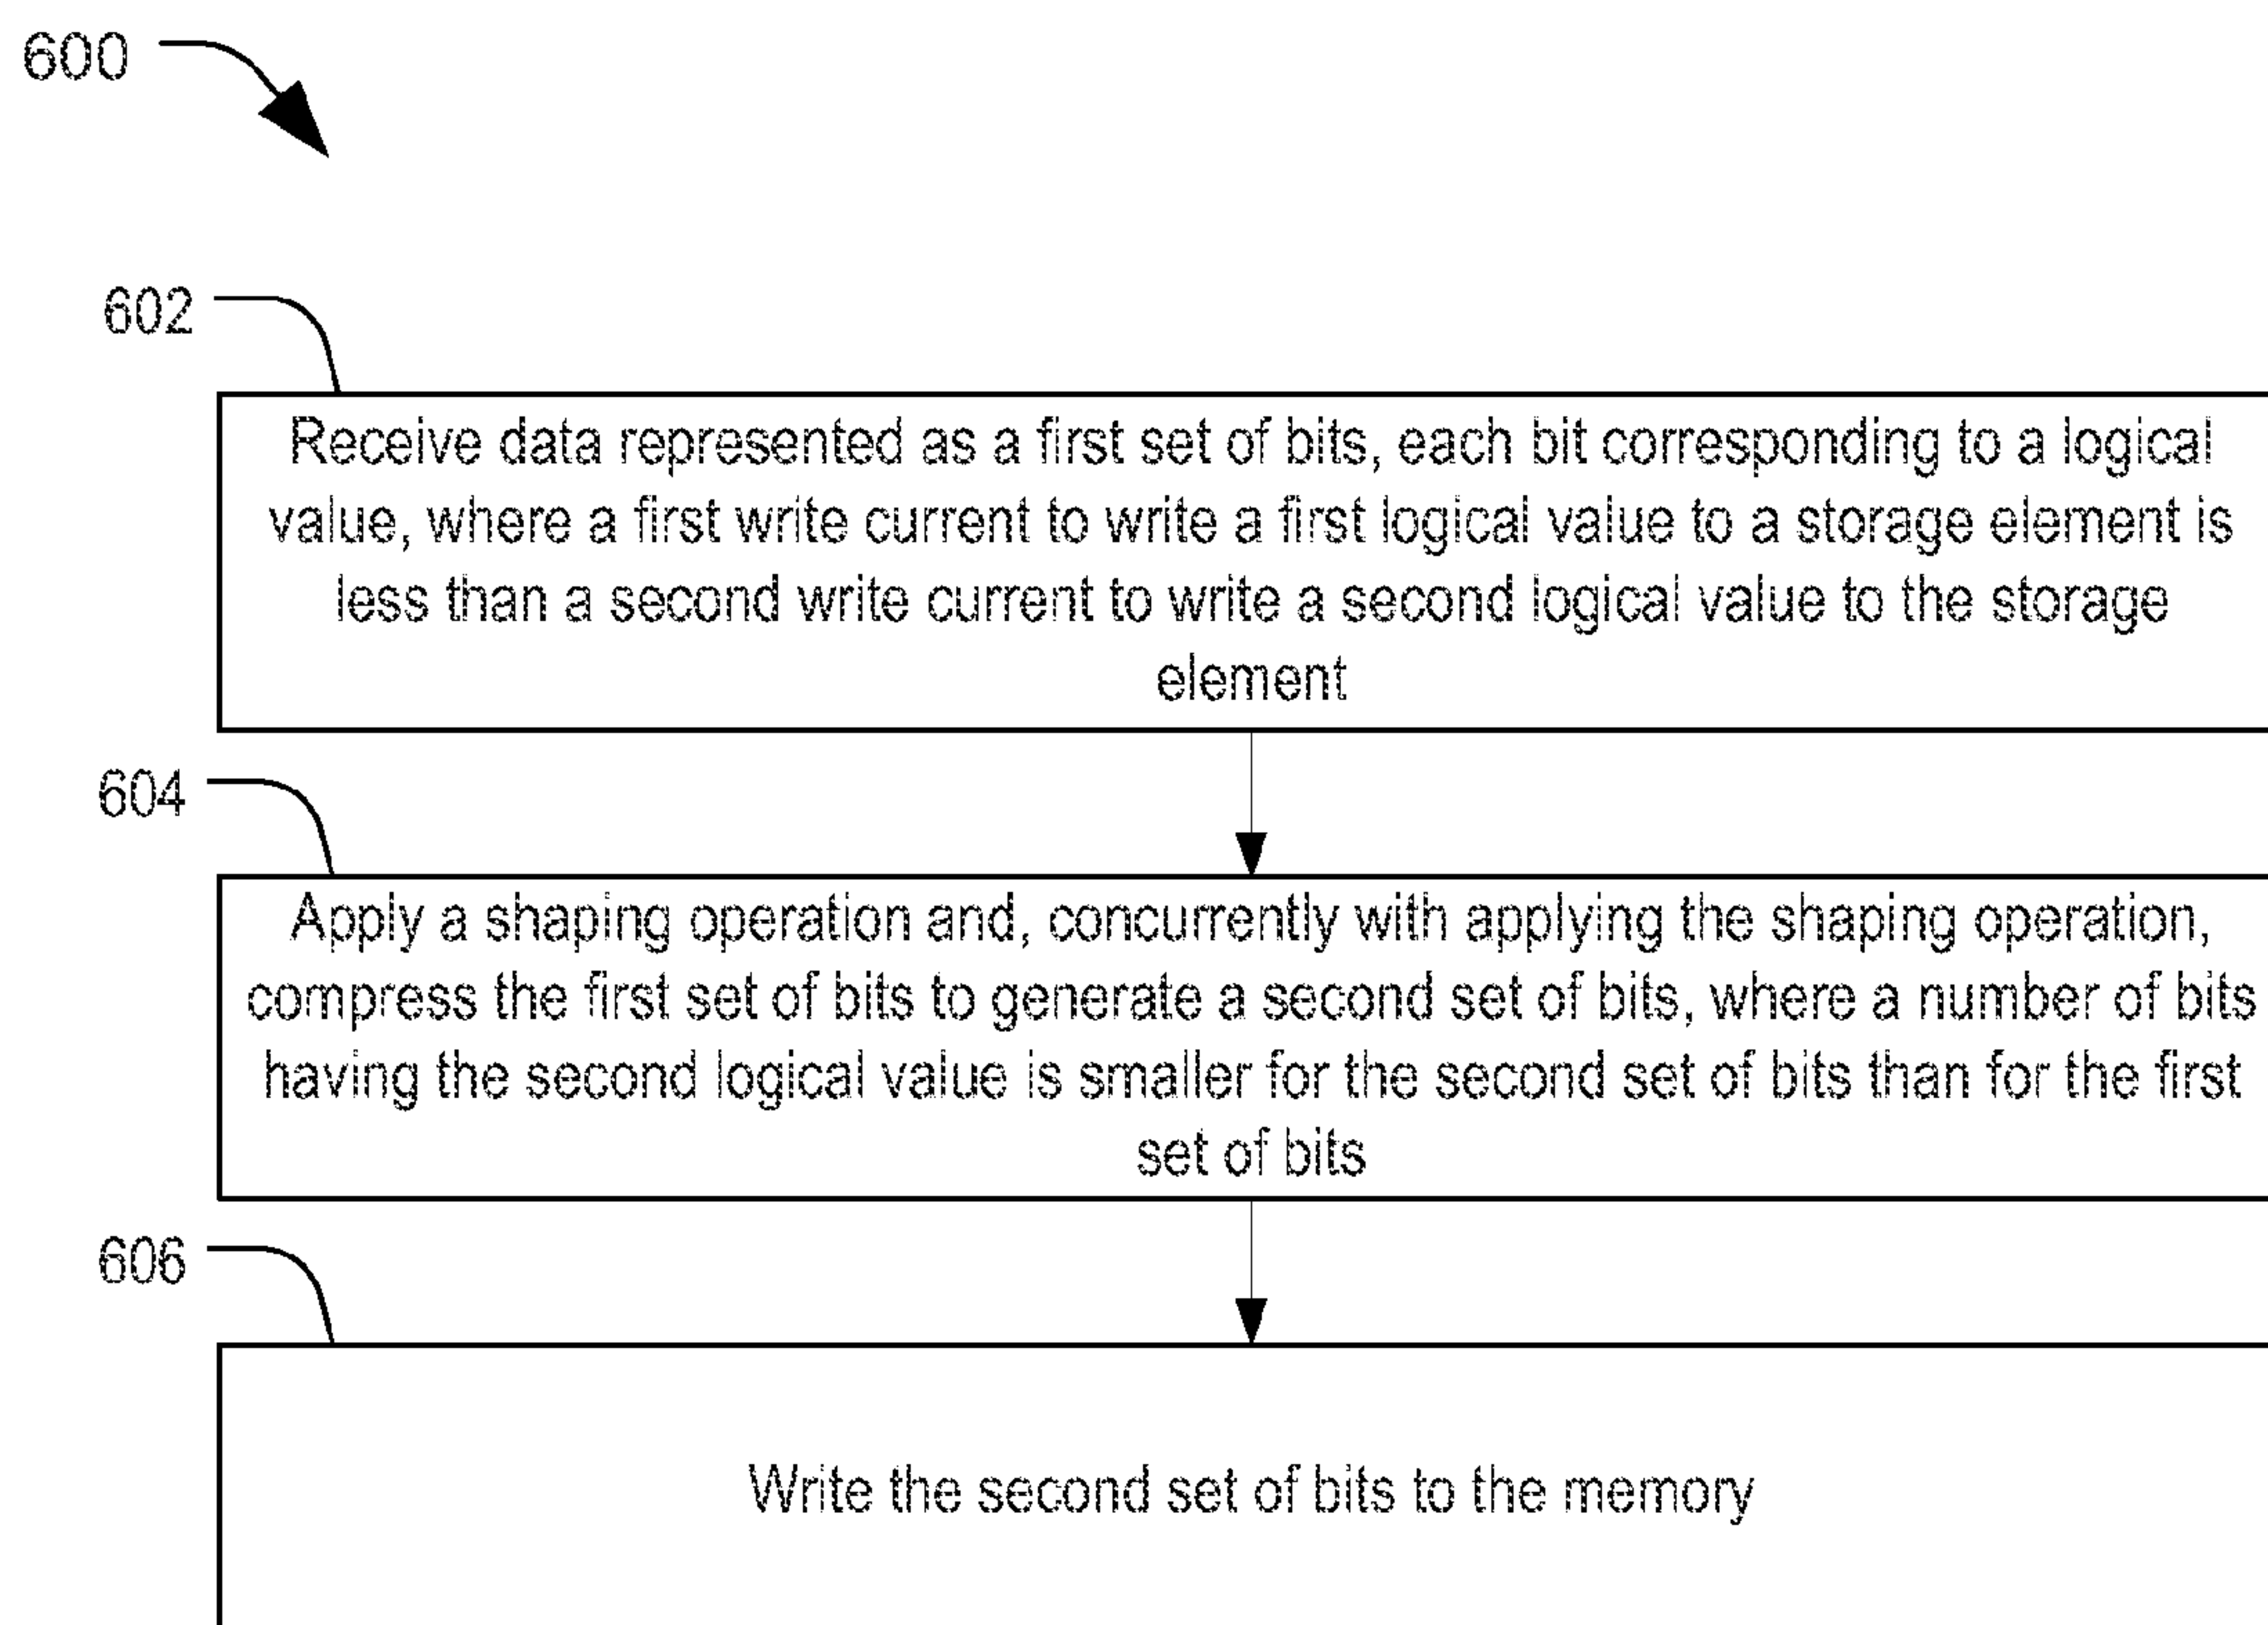 600
602
Receive data represented as a first set of bits, each bit corresponding to a logical
value, where a first write current to write a first logical value to a storage element is
less than a second write current to write a second logical value to the storage
element
604
Apply a shaping operation and, concurrently with applying the shaping operation,
compress the first set of bits to generate a second set of bits, where a number of bits
having the second logical value is smaller for the second set of bits than for the first
set of bits
606
Write the second set of bits to the memory